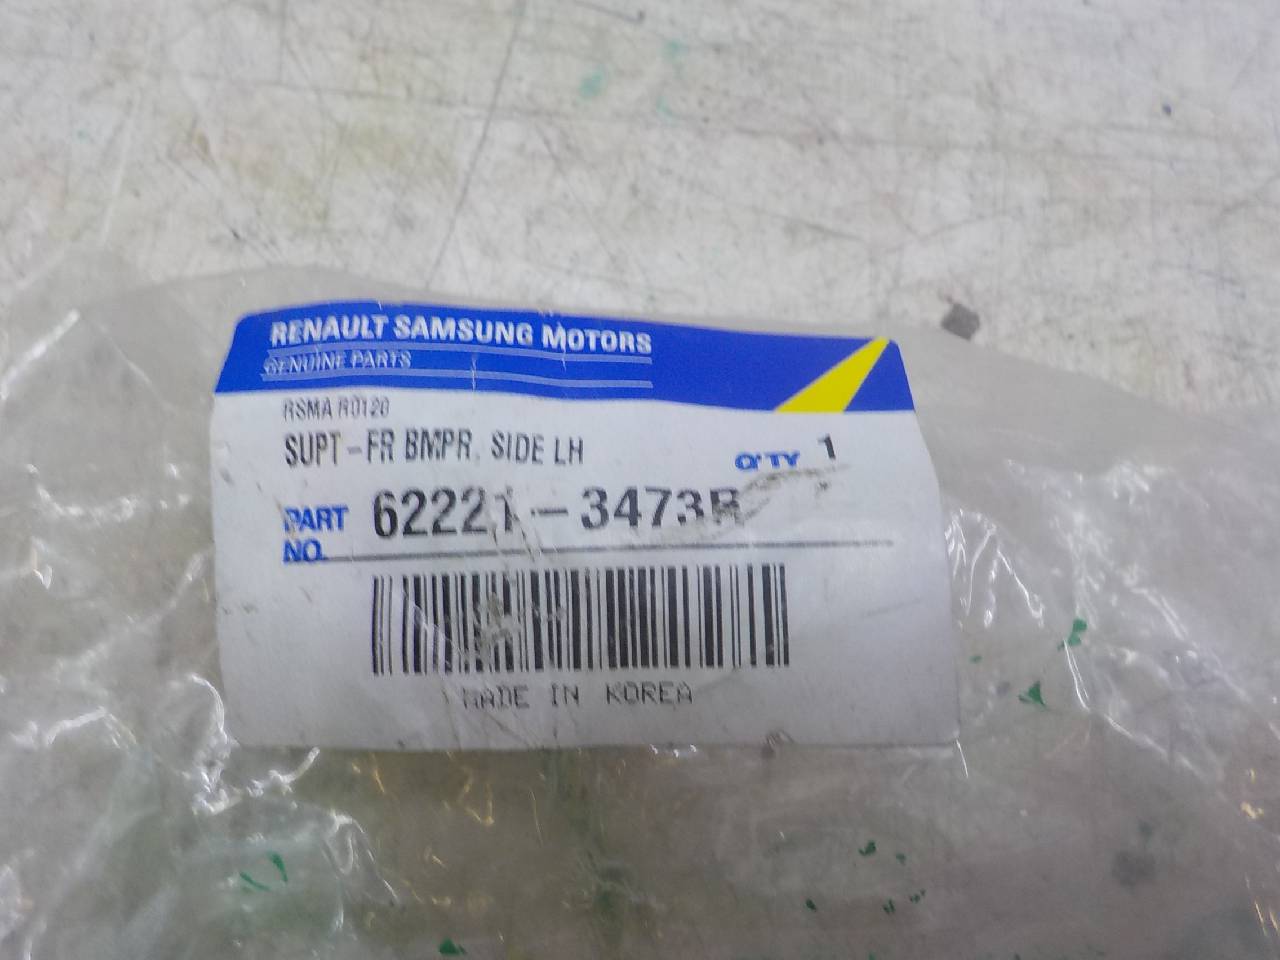 RENAULT SAMSUNG MOTORS
GENUINE PARTS
RSMA R0120
SUPT-FR BMPR, SIDE LH
Q'TY 1
PART NO. 62221-3473R
MADE IN KOREA